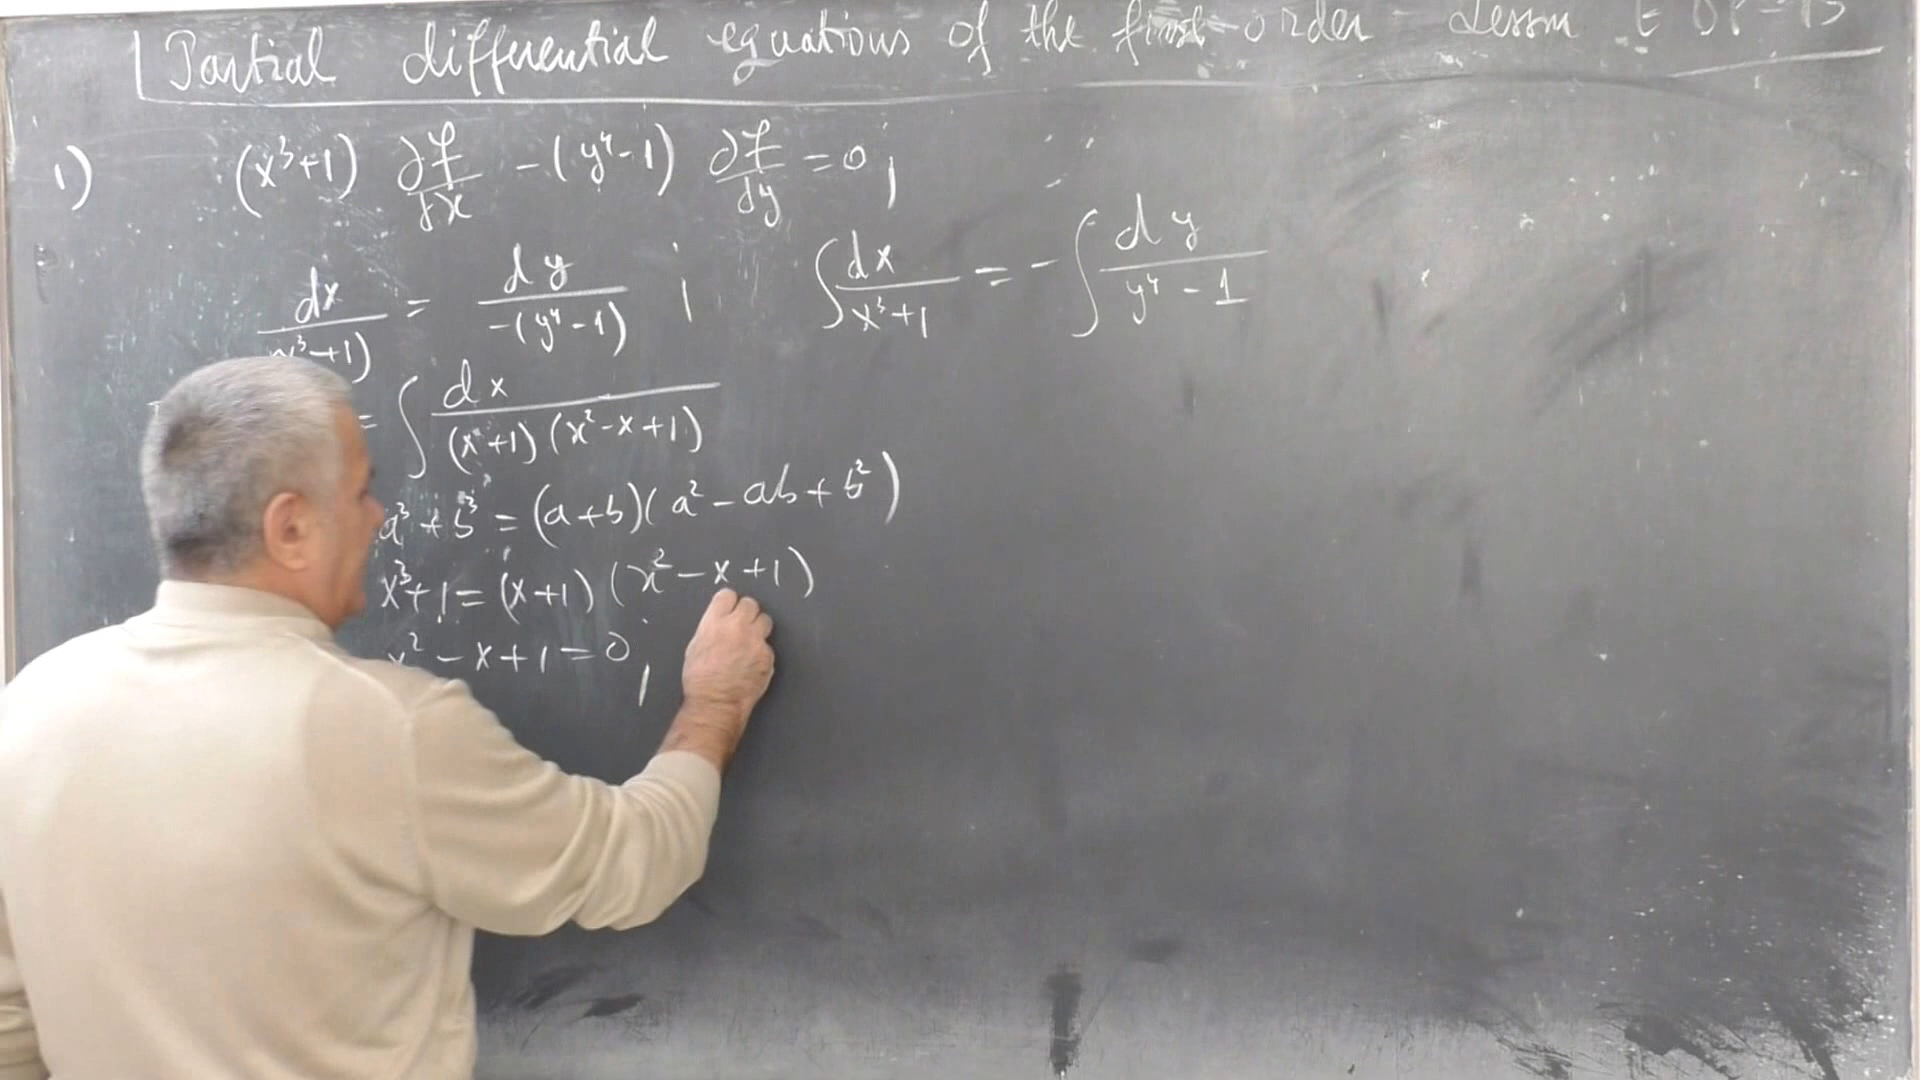 Partial differential equations of the first order - Lesson
1) (x³+1) ∂f/∂x - (y⁴-1) ∂f/∂y = 0;
dx/(x³+1) = dy/-(y⁴-1) ; ∫dx/x³+1 = - ∫dy/y⁴-1
= ∫dx/(x+1)(x²-x+1)
a³+b³ = (a+b)(a²-ab+b²)
x³+1 = (x+1)(x²-x+1)
x²-x+1=0;